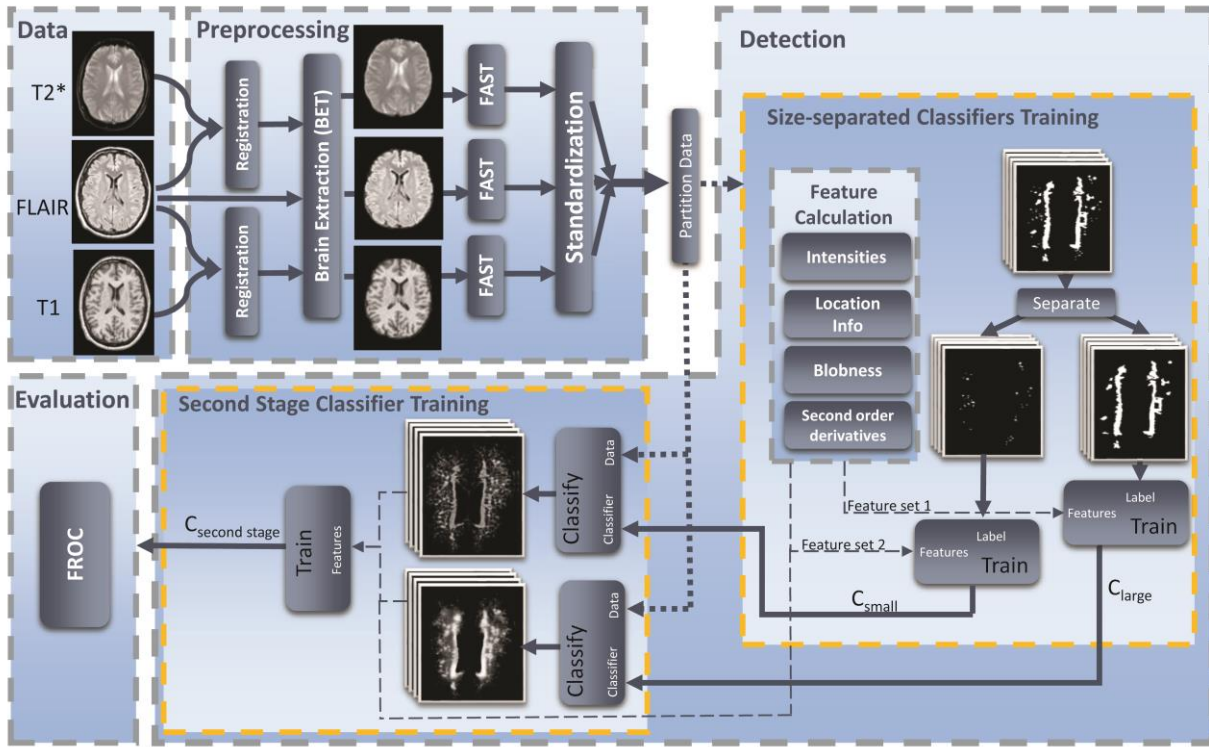 Data
T2*
FLAIR
T1
Preprocessing
Registration
Registration
Brain Extraction (BET)
FAST
FAST
FAST
Standardization
Partition Data
Detection
Size-separated Classifiers Training
Feature
Calculation
Intensities
Location
Info
Blobness
Second order
derivatives
Separate
Feature set 1
Label
Features
Train
Feature set 2
Label
Features
Train
Csmall
Clarge
Second Stage Classifier Training
Data
Classify
Classifier
Data
Classify
Classifier
Train
Features
Csecond stage
Evaluation
FROC